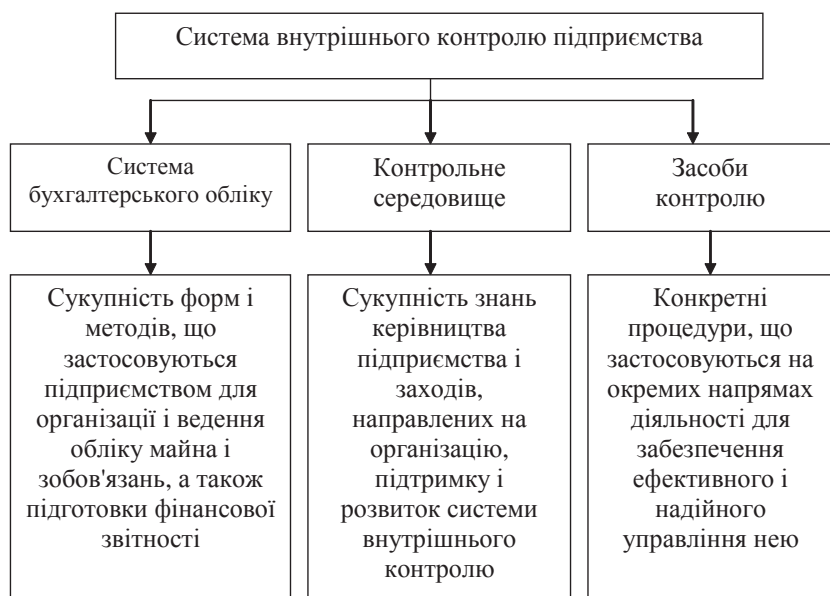 Система внутрішнього контролю підприємства
Система
бухгалтерського обліку
Контрольне
середовище
Засоби
контролю
Сукупність форм і
методів, що
застосовуються
підприємством для
організації і ведення
обліку майна і
зобов'язань, а також
підготовки фінансової
звітності
Сукупність знань
керівництва
підприємства і
заходів,
направлених на
організацію,
підтримку і
розвиток системи
внутрішнього
контролю
Конкретні
процедури, що
застосовуються на
окремих напрямах
діяльності для
забезпечення
ефективного і
надійного
управління нею